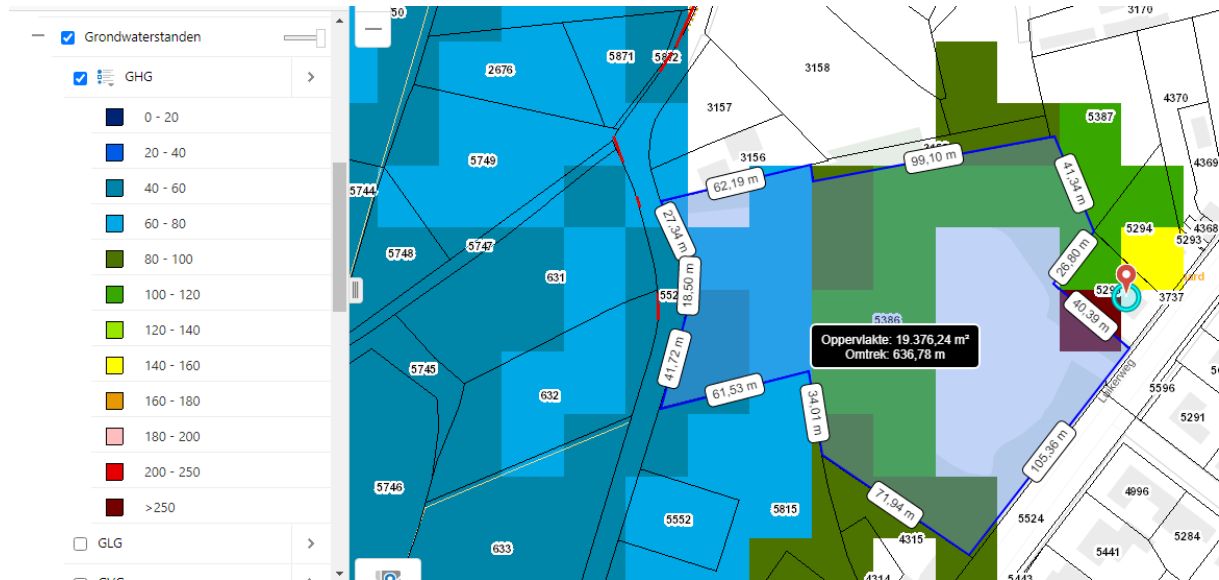 Grondwaterstanden
GHG
0 - 20
20 - 40
40 - 60
60 - 80
80 - 100
100 - 120
120 - 140
140 - 160
160 - 180
180 - 200
200 - 250
>250
GLG
50
3170
5871
5872
2676
3158
4370
3157
5387
5749
3156
99,10 m
4369
62,19 m
41,34 m
5744
27,34 m
5294
4368
5293
5748
5747
26,80 m
631
18,50 m
3737
40,39 m
5386
Oppervlakte: 19.376,24 m²
Omtrek: 636,78 m
41,72 m
5745
Luikerweg
5596
632
61,53 m
34,01 m
5291
105,36 m
5746
71,94 m
4996
5552
5815
5524
5284
633
4315
5441
4314
5443